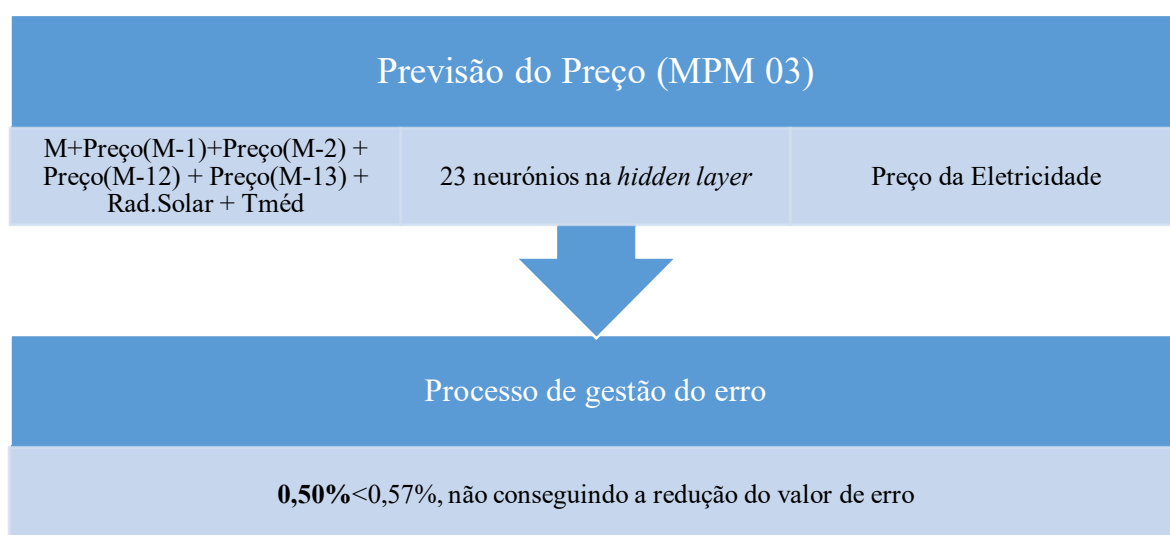 Previsão do Preço (MPM 03)
M+Preço(M-1)+Preço(M-2) +
Preço(M-12) + Preço(M-13) +
Rad.Solar + Tméd
23 neurónios na hidden layer
Preço da Eletricidade
Processo de gestão do erro
0,50%<0,57%, não conseguindo a redução do valor de erro